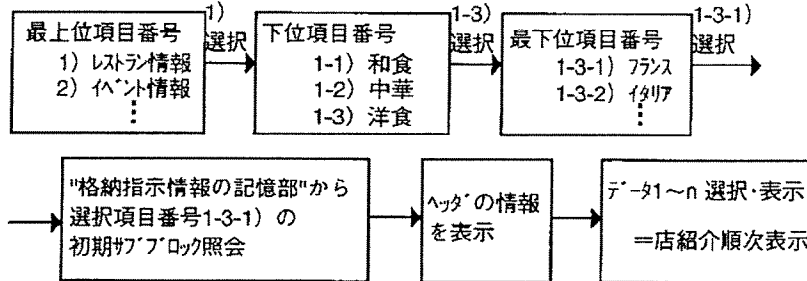 最上位項目番号
1) レストラン情報
2) イベント情報
1)
選択
下位項目番号
1-1) 和食
1-2) 中華
1-3) 洋食
1-3)
選択
最下位項目番号
1-3-1) フランス
1-3-2) イタリア
1-3-1)
選択
"格納指示情報の記憶部"から
選択項目番号1-3-1) の
初期サブブロック照会
ヘッダの情報
を表示
データ1～n 選択・表示
＝店紹介順次表示